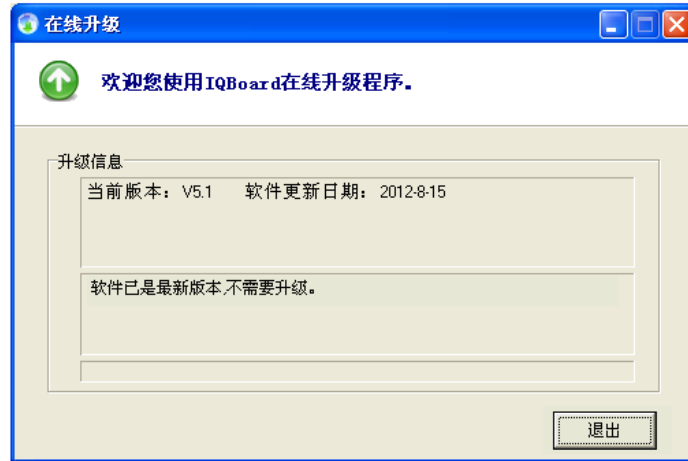 在线升级
欢迎您使用IQBoard在线升级程序。
升级信息
当前版本：V5.1 软件更新日期：2012-8-15
软件已是最新版本,不需要升级。
退出